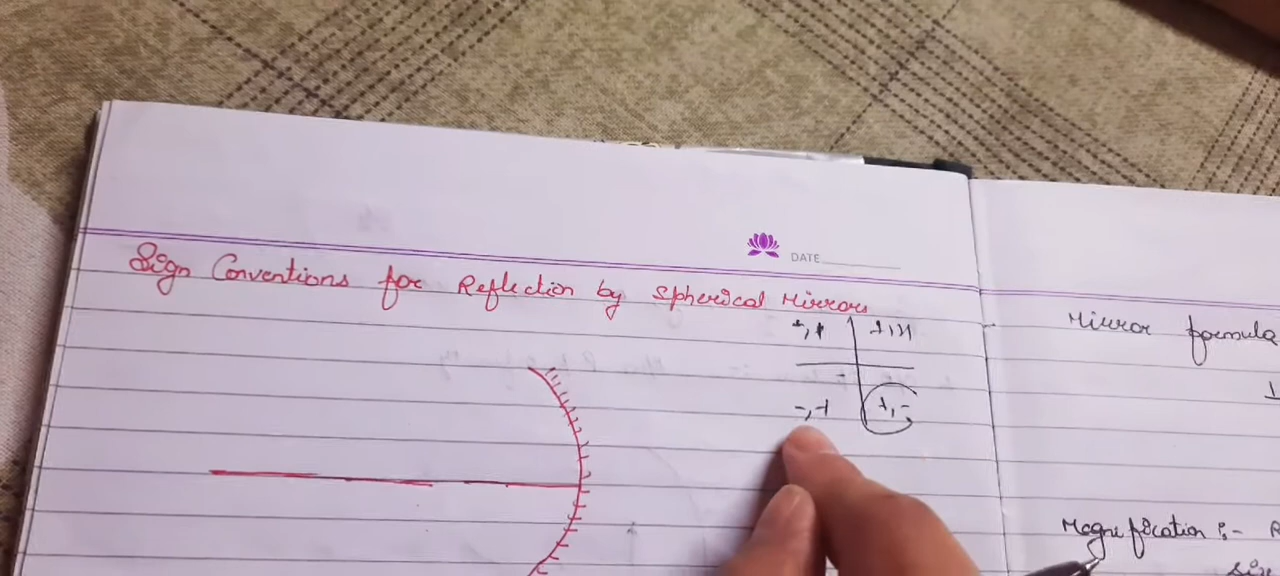 DATE
Sign Conventions for Reflection by Spherical Mirrors
+,-
Mirror formula
Magnification :-